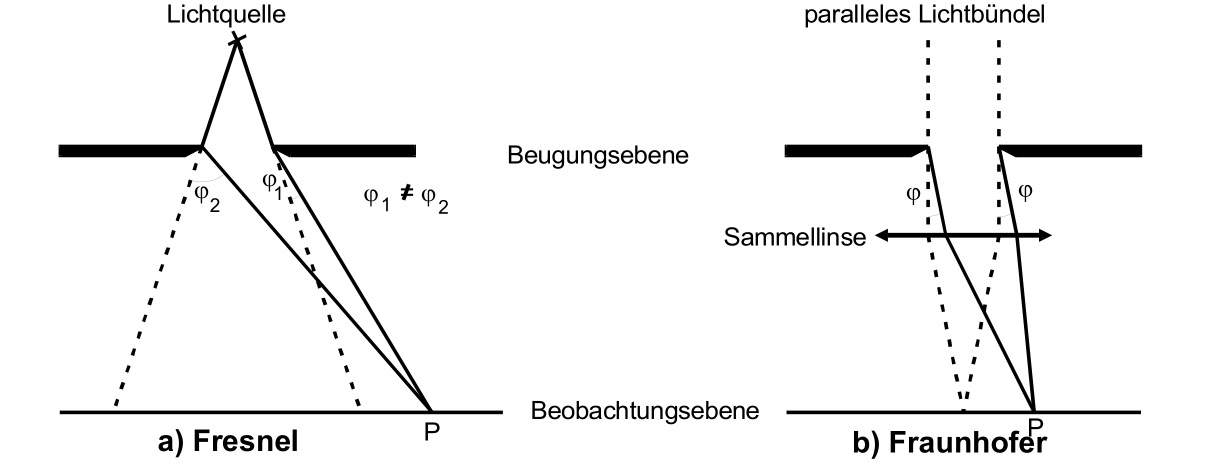 Lichtquelle
paralleles Lichtbündel
Beugungsebene
φ2
φ1
φ1 ≠ φ2
φ
φ
Sammellinse
Beobachtungsebene
P
P
a) Fresnel
b) Fraunhofer